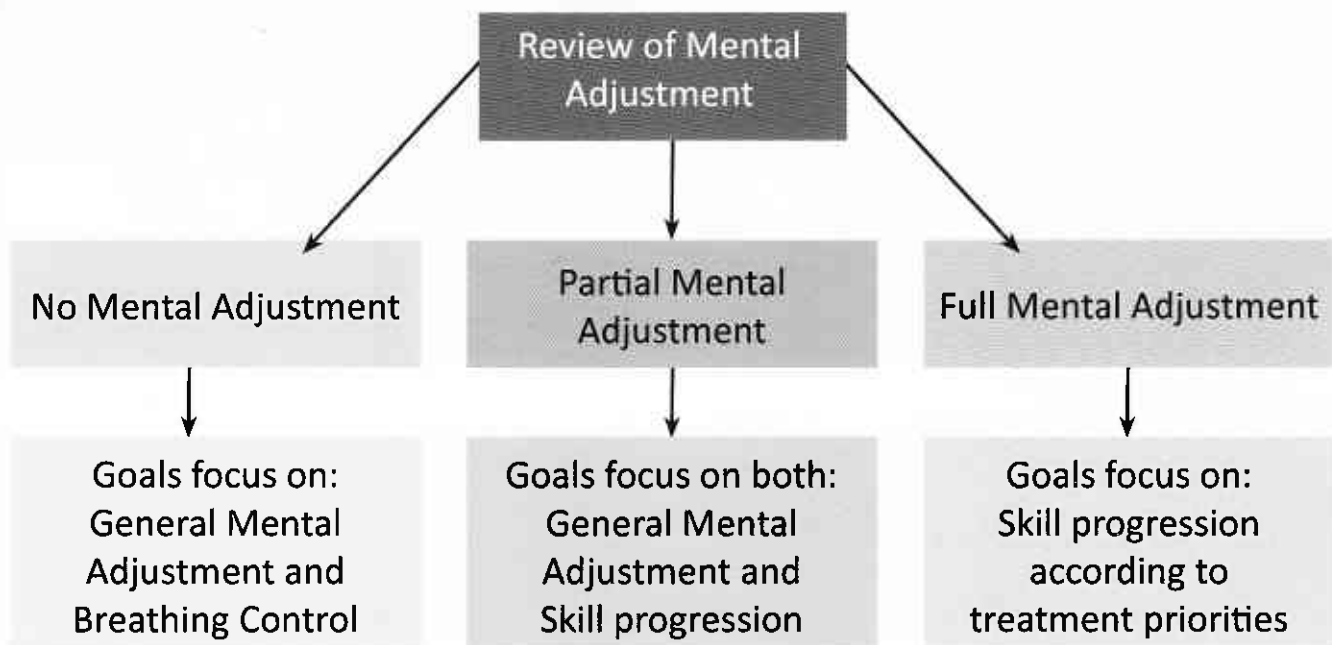 Review of Mental
Adjustment
No Mental Adjustment
Partial Mental
Adjustment
Full Mental Adjustment
Goals focus on:
General Mental
Adjustment and
Breathing Control
Goals focus on both:
General Mental
Adjustment and
Skill progression
Goals focus on:
Skill progression
according to
treatment priorities